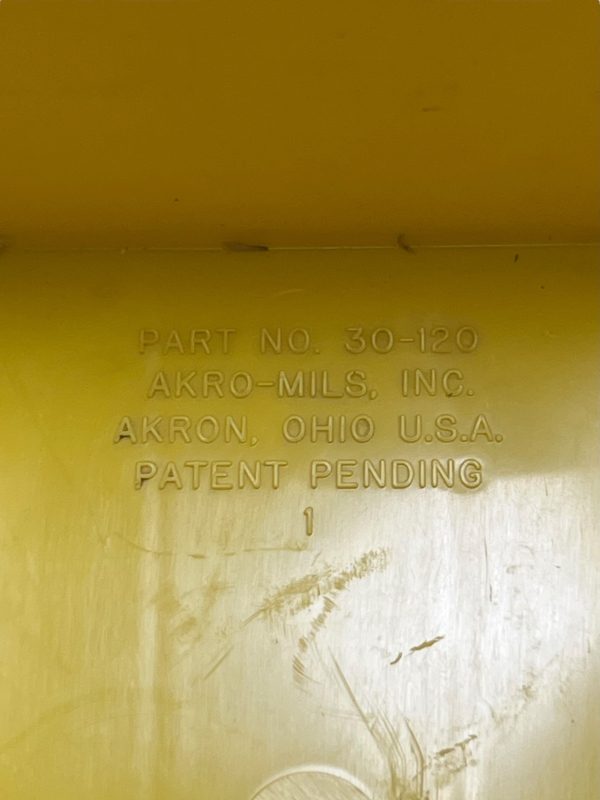 PART NO. 30-120
AKRO-MILS, INC.
AKRON, OHIO U.S.A.
PATENT PENDING
1